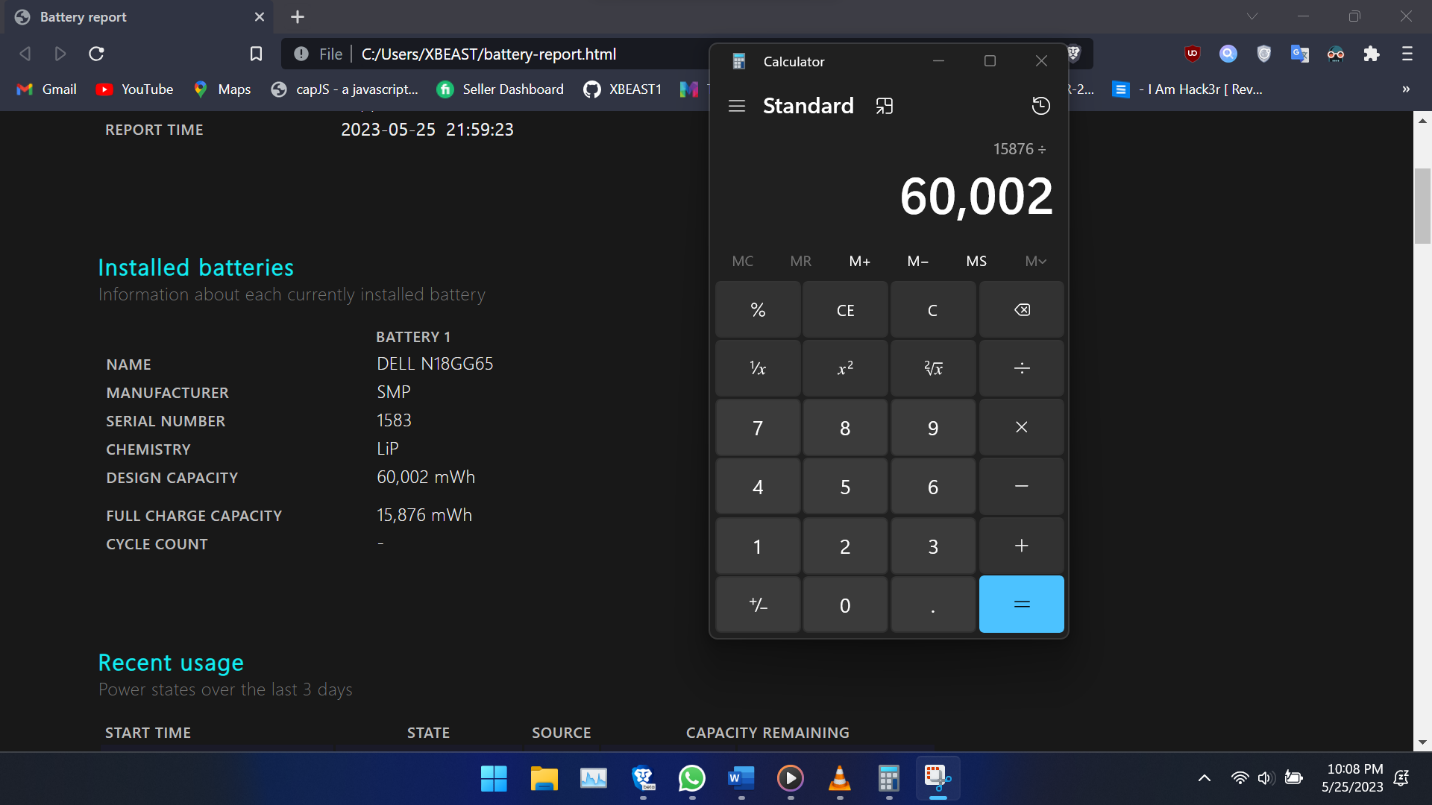 Battery report
File
C:/Users/XBEAST/battery-report.html
Gmail
YouTube
Maps
capJS - a javascript...
Seller Dashboard
XBEAST1
R-2...
- I Am Hack3r [ Rev...
»
REPORT TIME 2023-05-25 21:59:23
Installed batteries
Information about each currently installed battery
BATTERY 1
NAME DELL N18GG65
MANUFACTURER SMP
SERIAL NUMBER 1583
CHEMISTRY LiP
DESIGN CAPACITY 60,002 mWh
FULL CHARGE CAPACITY 15,876 mWh
CYCLE COUNT -
Recent usage
Power states over the last 3 days
START TIME STATE SOURCE CAPACITY REMAINING
Calculator
Standard
15876 ÷
60,002
MC MR M+ M− MS M
% CE C
¹/x x² ²√x ÷
7 8 9 ×
4 5 6 −
1 2 3 +
+/− 0 . =
10:08 PM
5/25/2023